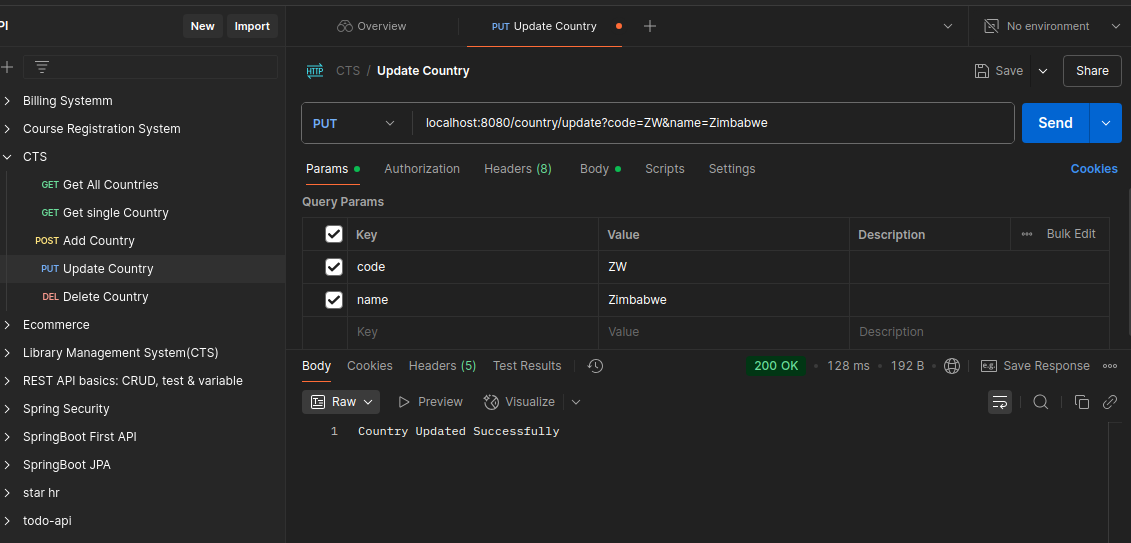 PI New Import
Overview PUT Update Country No environment
HTTP CTS / Update Country Save Share
PUT localhost:8080/country/update?code=ZW&name=Zimbabwe Send
Params Authorization Headers (8) Body Scripts Settings Cookies
Query Params
Key Value Description Bulk Edit
code ZW
name Zimbabwe
Key Value Description
Billing Systemm
Course Registration System
CTS
GET Get All Countries
GET Get single Country
POST Add Country
PUT Update Country
DEL Delete Country
Ecommerce
Library Management System(CTS)
REST API basics: CRUD, test & variable
Spring Security
SpringBoot First API
SpringBoot JPA
star hr
todo-api
Body Cookies Headers (5) Test Results 200 OK 128 ms 192 B e.g. Save Response
Raw Preview Visualize
1 Country Updated Successfully